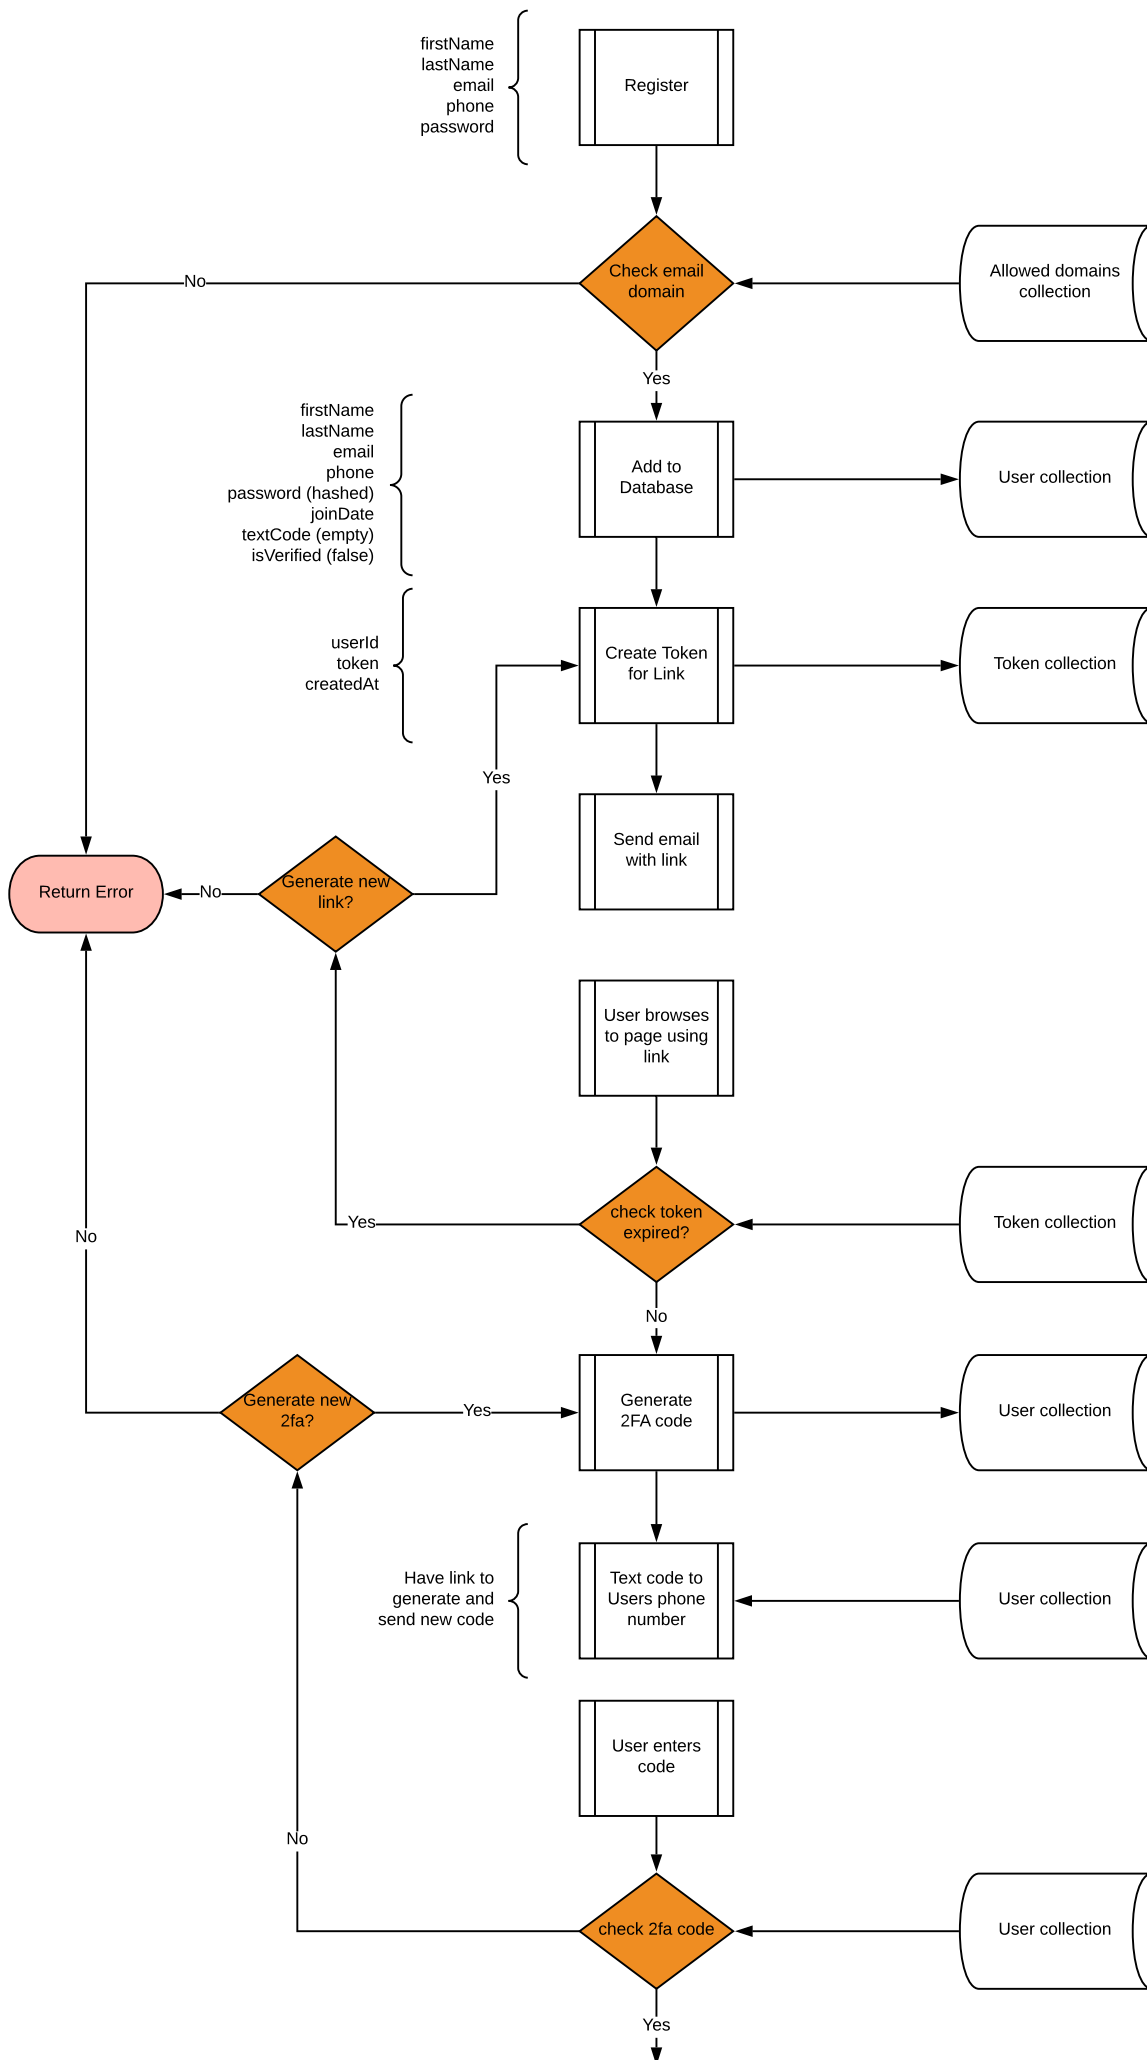 firstName
lastName
email
phone
password
Register
Check email
domain
Allowed domains
collection
No
Yes
firstName
lastName
email
phone
password (hashed)
joinDate
textCode (empty)
isVerified (false)
Add to
Database
User collection
userId
token
createdAt
Create Token
for Link
Token collection
Yes
Send email
with link
Return Error
No
Generate new
link?
User browses
to page using
link
check token
expired?
Token collection
Yes
No
No
Generate new
2fa?
Yes
Generate
2FA code
User collection
Have link to
generate and
send new code
Text code to
Users phone
number
User collection
User enters
code
No
check 2fa code
User collection
Yes